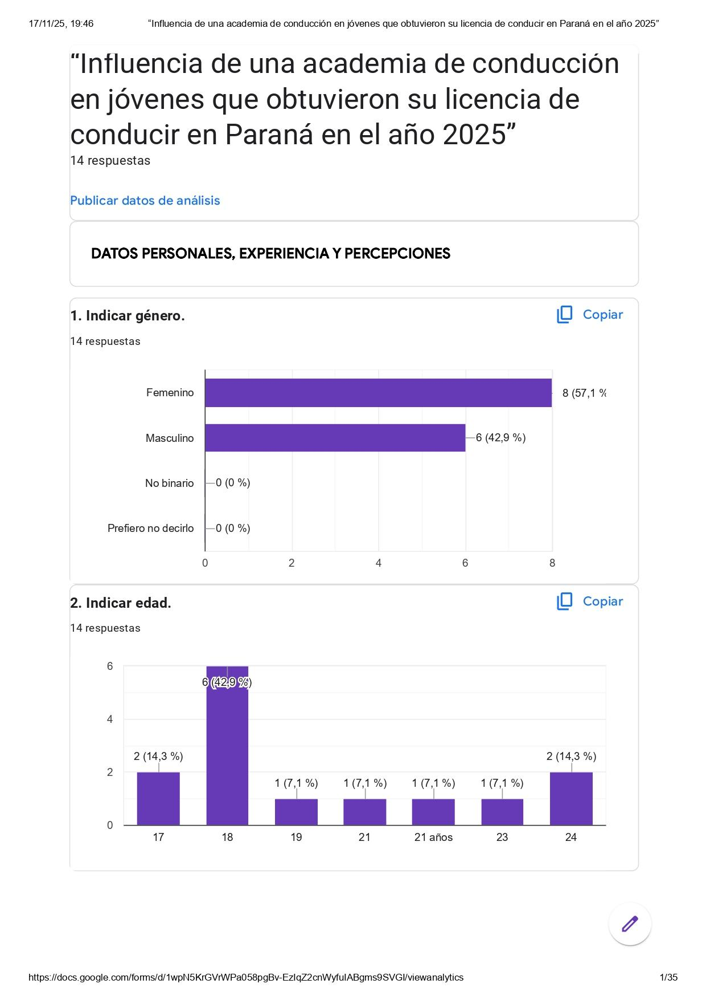 17/11/25, 19:46
“Influencia de una academia de conducción en jóvenes que obtuvieron su licencia de conducir en Paraná en el año 2025”
“Influencia de una academia de conducción
en jóvenes que obtuvieron su licencia de
conducir en Paraná en el año 2025”
14 respuestas
Publicar datos de análisis
DATOS PERSONALES, EXPERIENCIA Y PERCEPCIONES
1. Indicar género.
Copiar
14 respuestas
Femenino
8 (57,1 %
Masculino
6 (42,9 %)
No binario
0 (0 %)
Prefiero no decirlo
0 (0 %)
0 2 4 6 8
2. Indicar edad.
Copiar
14 respuestas
6
6 (42,9 %)
4
2 (14,3 %)
2 (14,3 %)
2
1 (7,1 %) 1 (7,1 %) 1 (7,1 %) 1 (7,1 %)
0
17 18 19 21 21 años 23 24
https://docs.google.com/forms/d/1wpN5KrGVrWPa058pgBv-EzIqZ2cnWyfuIABgms9SVGI/viewanalytics
1/35